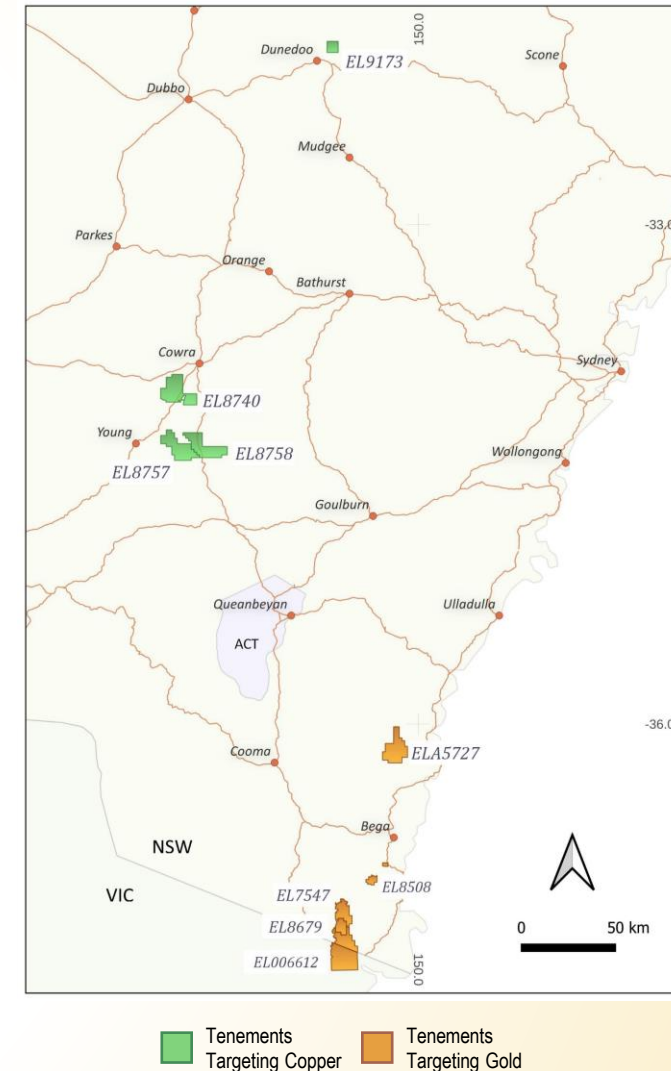 150.0
Dunedoo
Scone
EL9173
Dubbo
Mudgee
-33.0
Parkes
Orange
Bathurst
Cowra
Sydney
EL8740
Young
EL8758
Wollongong
EL8757
Goulburn
Queanbeyan
Ulladulla
ACT
-36.0
Cooma
ELA5727
Bega
NSW
VIC
EL7547
EL8508
EL8679
0 50 km
EL006612
150.0
Tenements
Targeting Copper
Tenements
Targeting Gold